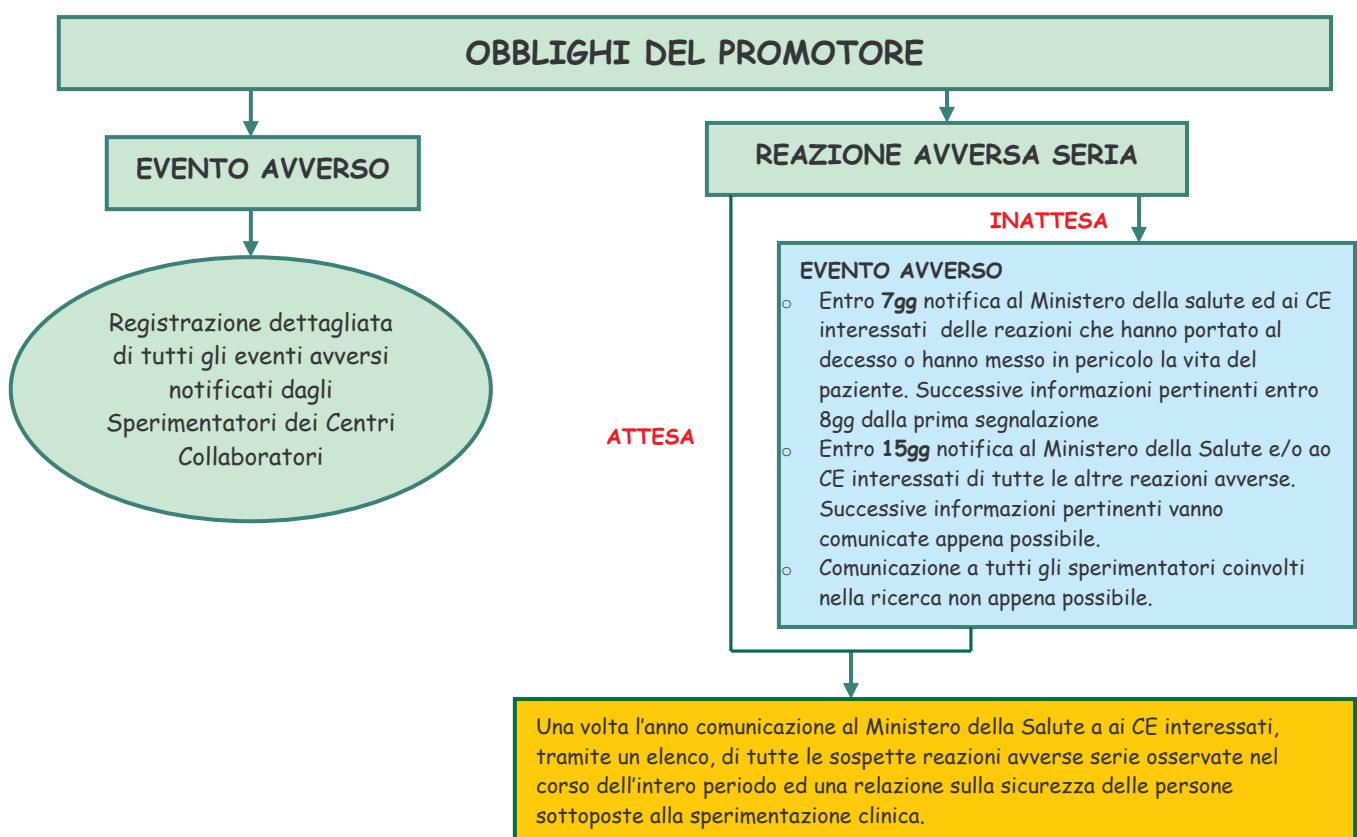 OBBLIGHI DEL PROMOTORE
EVENTO AVVERSO
Registrazione dettagliata
di tutti gli eventi avversi
notificati dagli
Sperimentatori dei Centri
Collaboratori
REAZIONE AVVERSA SERIA
INATTESA
EVENTO AVVERSO
o Entro 7gg notifica al Ministero della salute ed ai CE
interessati delle reazioni che hanno portato al
decesso o hanno messo in pericolo la vita del
paziente. Successive informazioni pertinenti entro
8gg dalla prima segnalazione
o Entro 15gg notifica al Ministero della Salute e/o ao
CE interessati di tutte le altre reazioni avverse.
Successive informazioni pertinenti vanno
comunicate appena possibile.
o Comunicazione a tutti gli sperimentatori coinvolti
nella ricerca non appena possibile.
ATTESA
Una volta l’anno comunicazione al Ministero della Salute a ai CE interessati,
tramite un elenco, di tutte le sospette reazioni avverse serie osservate nel
corso dell’intero periodo ed una relazione sulla sicurezza delle persone
sottoposte alla sperimentazione clinica.